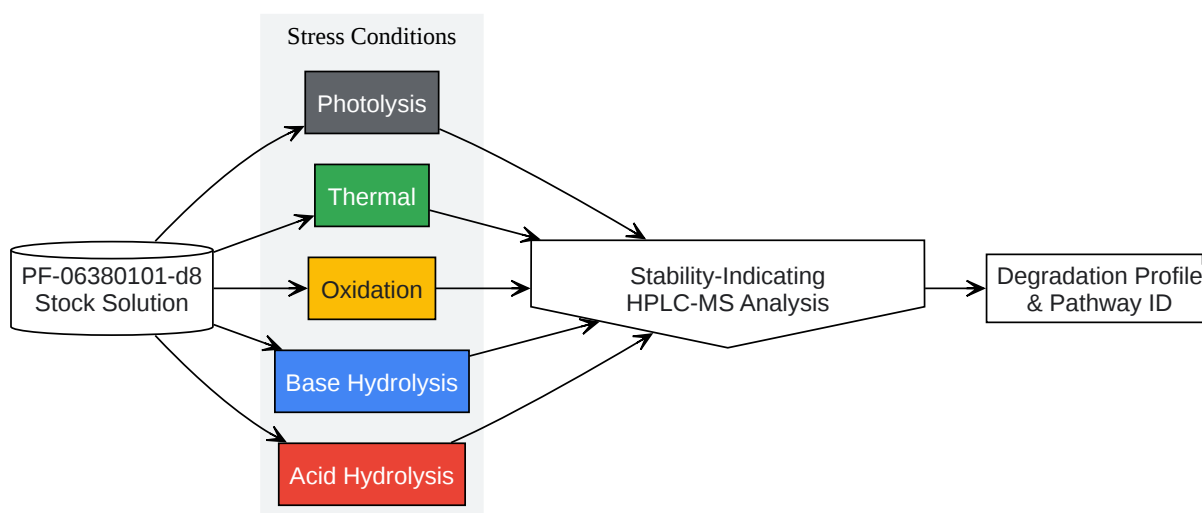 Stress Conditions
Photolysis
Thermal
PF-06380101-d8
Stock Solution
Oxidation
Base Hydrolysis
Acid Hydrolysis
Stability-Indicating
HPLC-MS Analysis
Degradation Profile
& Pathway ID